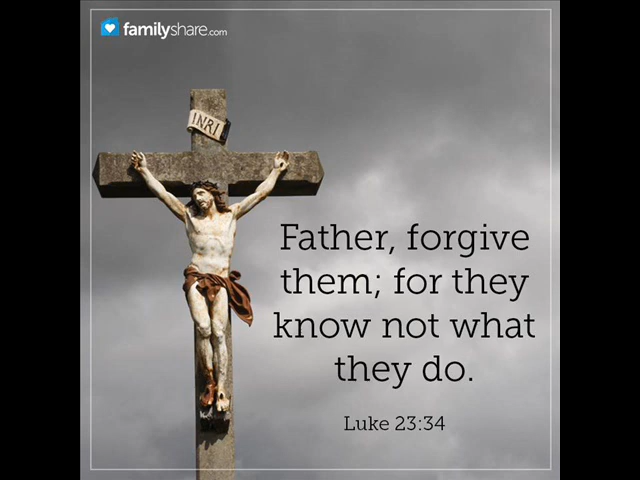 familyshare.com
INRI
Father, forgive
them; for they
know not what
they do.
Luke 23:34